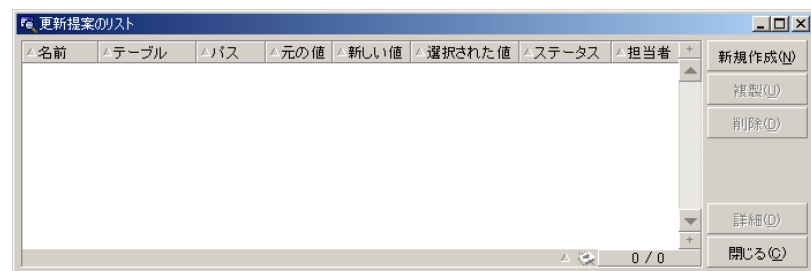 更新提案のリスト
名前 テーブル パス 元の値 新しい値 選択された値 ステータス 担当者 +
新規作成(N)
複製(U)
削除(D)
詳細(D)
+
0 / 0
閉じる(C)